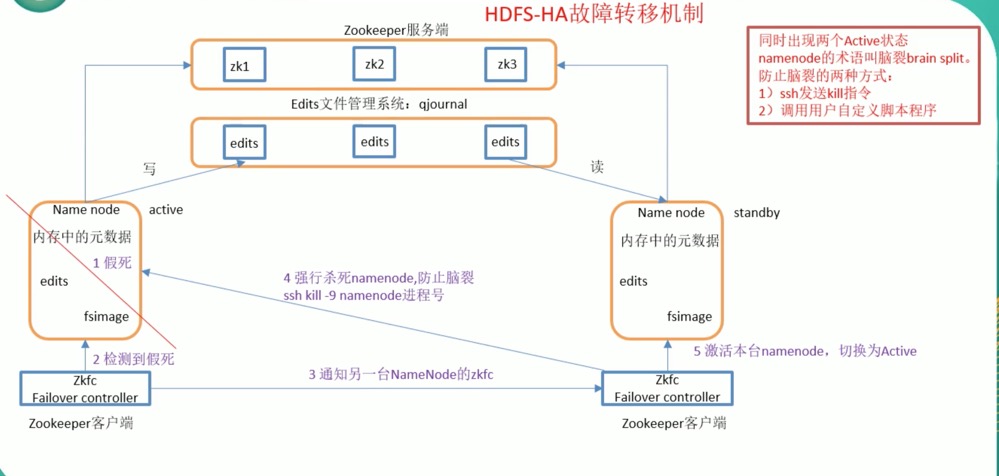 HDFS-HA故障转移机制
Zookeeper服务端
zk1
zk2
zk3
同时出现两个Active状态
namenode的术语叫脑裂brain split。
防止脑裂的两种方式：
1）ssh发送kill指令
2）调用用户自定义脚本程序
Edits文件管理系统：qjournal
edits
edits
edits
写
读
Name node
active
内存中的元数据
1 假死
edits
fsimage
Name node
standby
内存中的元数据
edits
fsimage
4 强行杀死namenode,防止脑裂
ssh kill -9 namenode进程号
2 检测到假死
3 通知另一台NameNode的zkfc
5 激活本台namenode，切换为Active
Zkfc
Failover controller
Zookeeper客户端
Zkfc
Failover controller
Zookeeper客户端